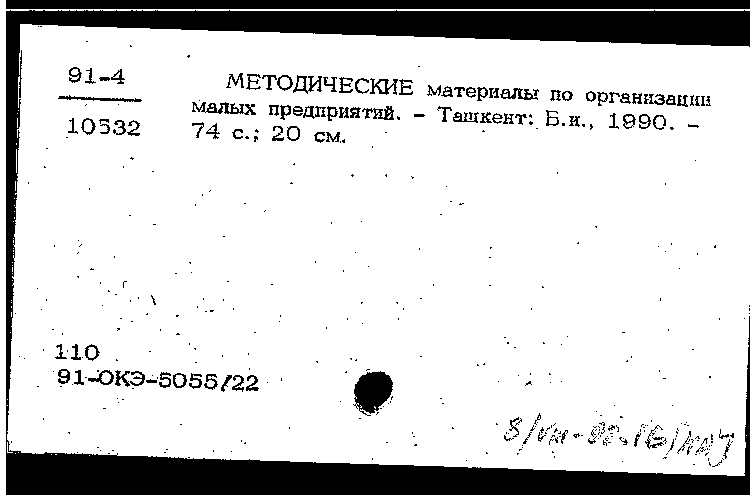 91-4
МЕТОДИЧЕСКИЕ материалы по организации
малых предприятий. - Ташкент: Б.и., 1990. -
10532
74 с.; 20 см.
110
91-ОКЭ-5055/22